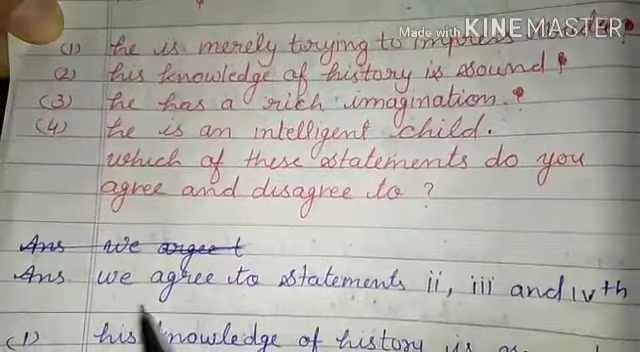 Made with KINEMASTER
(1) he is merely trying to impress
(2) his knowledge of history is sound
(3) he has a rich imagination.
(4) he is an intelligent child.
which of these statements do you
agree and disagree to ?
Ans we
Ans. we agree to statements ii, iii and ivth
(1) his knowledge of history is